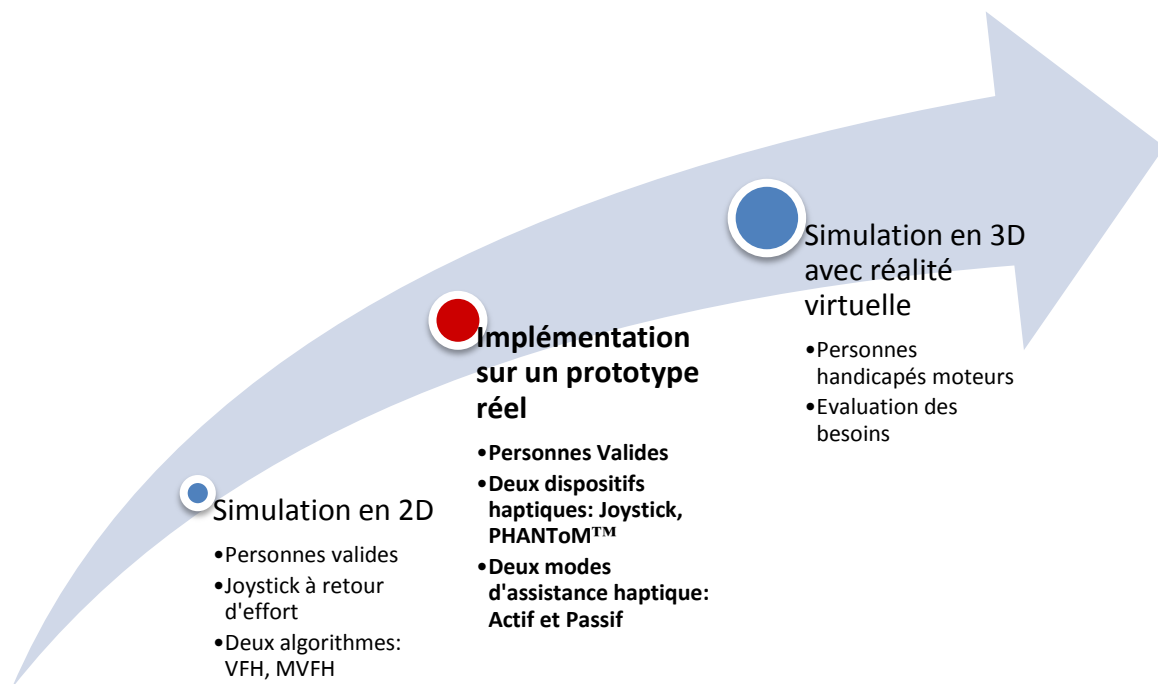 Simulation en 2D
•Personnes valides
•Joystick à retour
d'effort
•Deux algorithmes:
VFH, MVFH
Implémentation
sur un prototype
réel
•Personnes Valides
•Deux dispositifs
haptiques: Joystick,
PHANToM™
•Deux modes
d'assistance haptique:
Actif et Passif
Simulation en 3D
avec réalité
virtuelle
•Personnes
handicapés moteurs
•Evaluation des
besoins